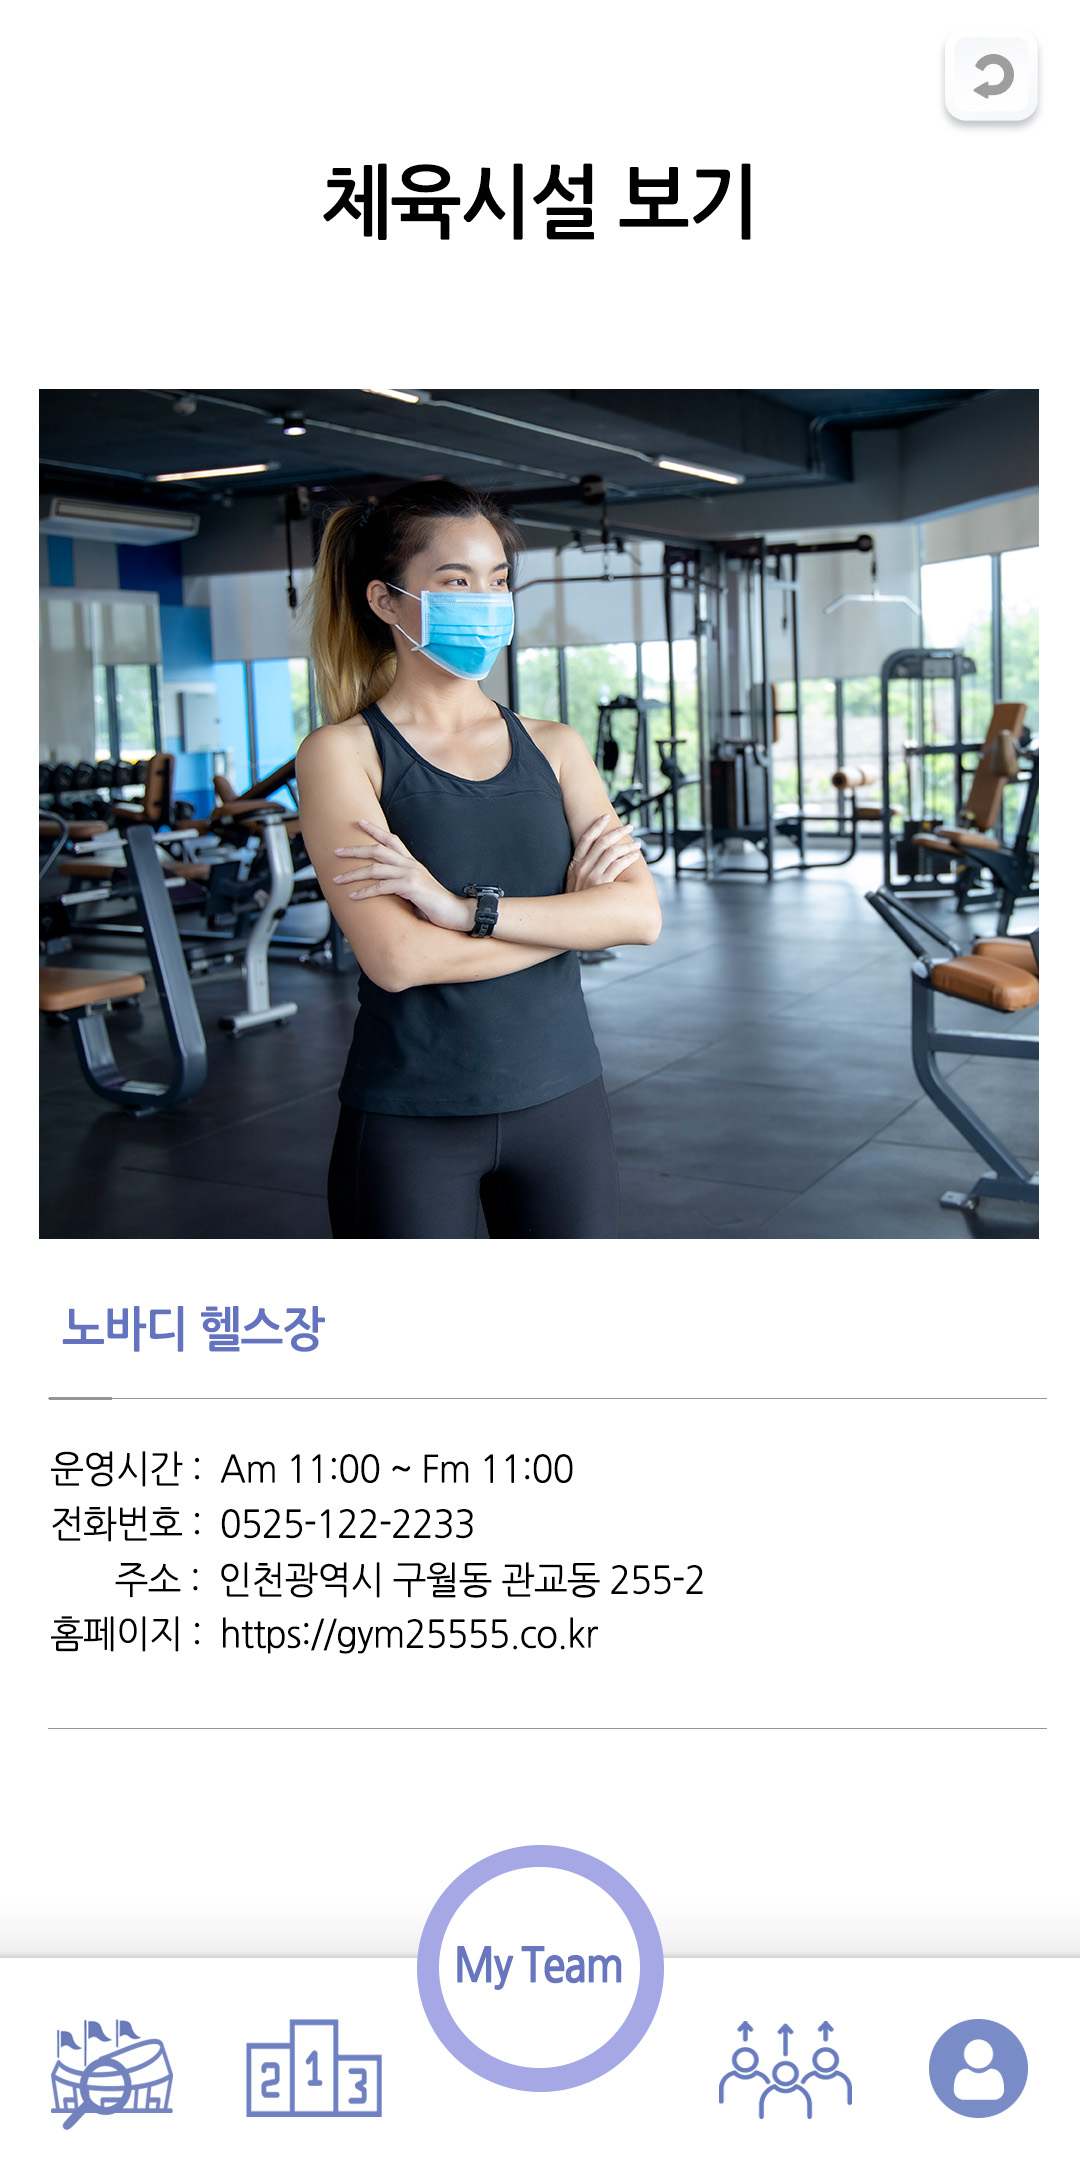 체육시설 보기
노바디 헬스장
운영시간 : Am 11:00 ~ Fm 11:00
전화번호 : 0525-122-2233
주소 : 인천광역시 구월동 관교동 255-2
홈페이지 : https://gym25555.co.kr
My Team
2 1 3